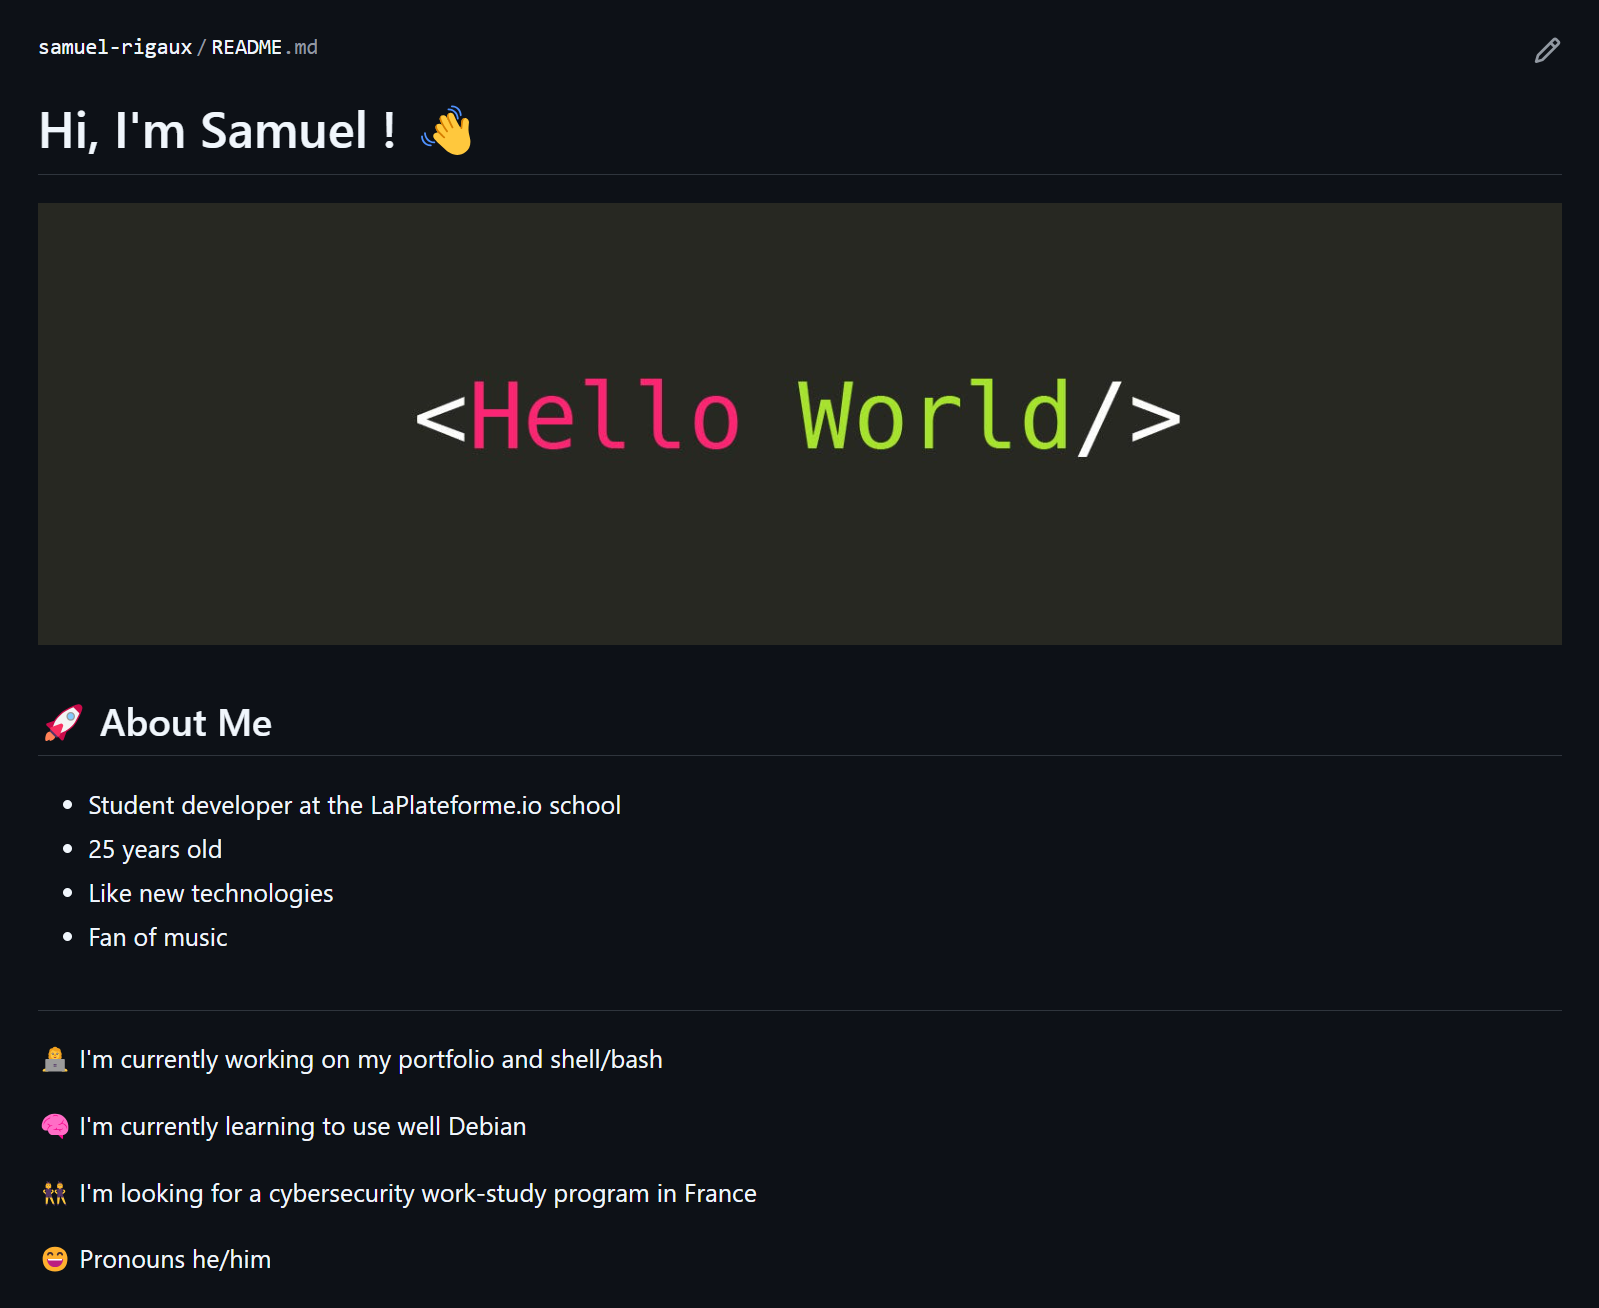 samuel-rigaux/README.md
Hi, I'm Samuel ! 👋
<Hello World/>
🚀 About Me
• Student developer at the LaPlateforme.io school
• 25 years old
• Like new technologies
• Fan of music
👩‍💻 I'm currently working on my portfolio and shell/bash
🧠 I'm currently learning to use well Debian
👯 I'm looking for a cybersecurity work-study program in France
😄 Pronouns he/him